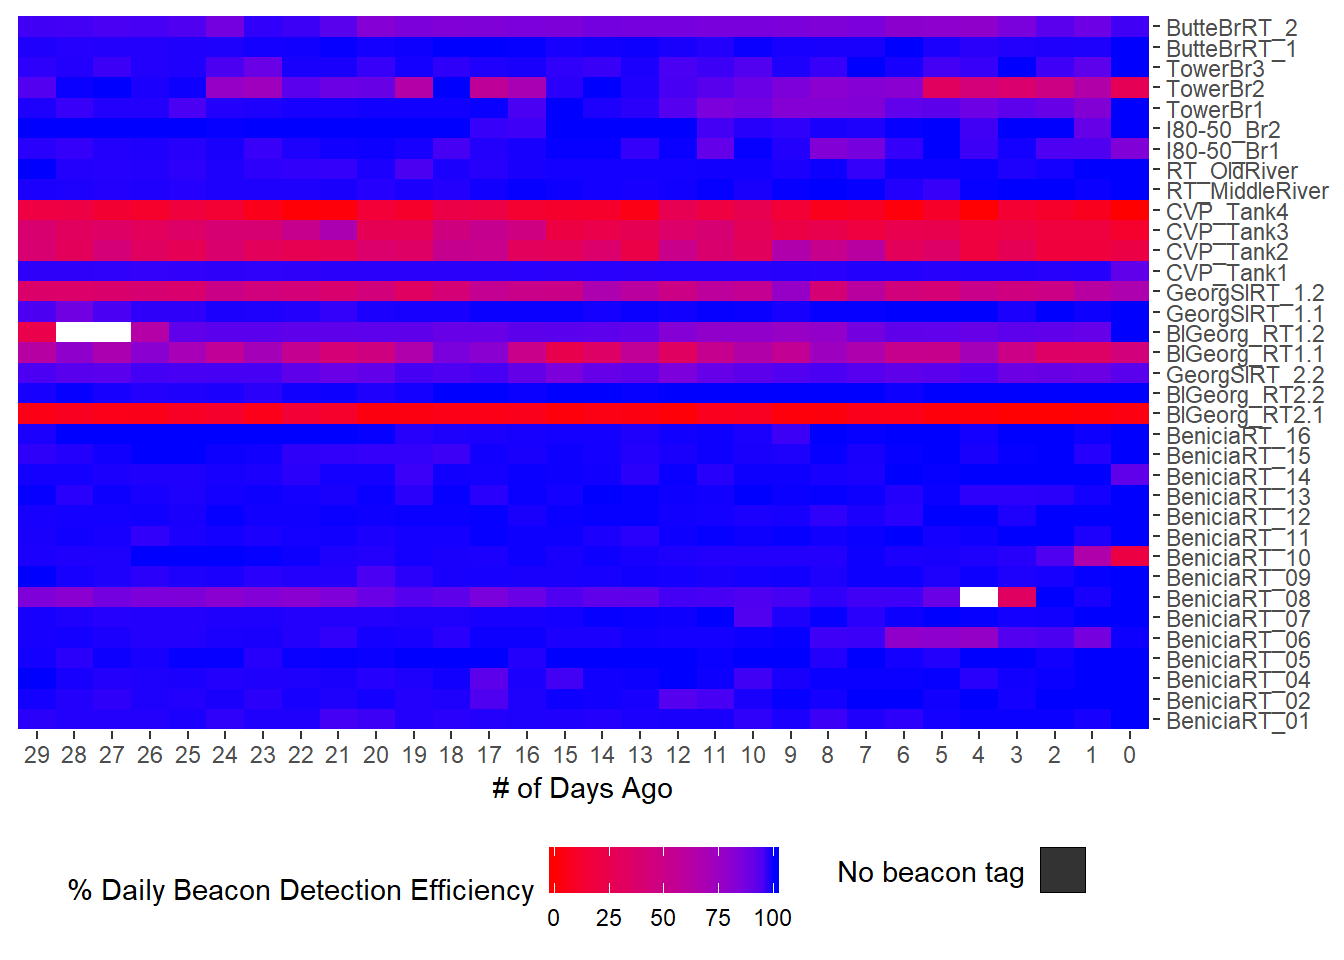 ButteBrRT_2
ButteBrRT_1
TowerBr3
TowerBr2
TowerBr1
I80-50_Br2
I80-50_Br1
RT_OldRiver
RT_MiddleRiver
CVP_Tank4
CVP_Tank3
CVP_Tank2
CVP_Tank1
GeorgSlRT_1.2
GeorgSlRT_1.1
BlGeorg_RT1.2
BlGeorg_RT1.1
GeorgSlRT_2.2
BlGeorg_RT2.2
BlGeorg_RT2.1
BeniciaRT_16
BeniciaRT_15
BeniciaRT_14
BeniciaRT_13
BeniciaRT_12
BeniciaRT_11
BeniciaRT_10
BeniciaRT_09
BeniciaRT_08
BeniciaRT_07
BeniciaRT_06
BeniciaRT_05
BeniciaRT_04
BeniciaRT_02
BeniciaRT_01
29 28 27 26 25 24 23 22 21 20 19 18 17 16 15 14 13 12 11 10 9 8 7 6 5 4 3 2 1 0
# of Days Ago
% Daily Beacon Detection Efficiency
0 25 50 75 100
No beacon tag